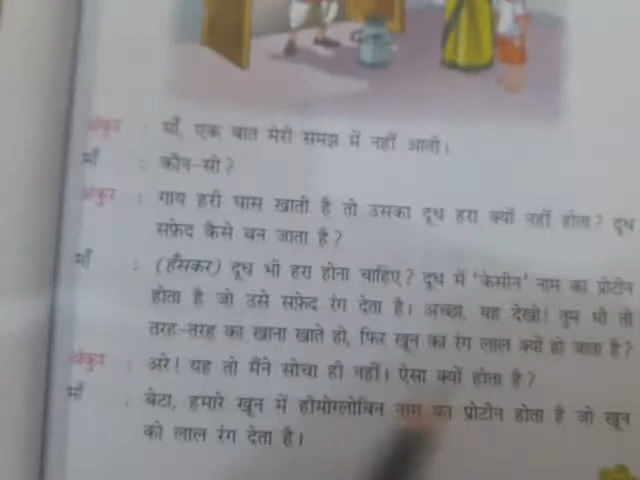 अंकुर : माँ, एक बात मेरी समझ में नहीं आती।
माँ : कौन-सी?
अंकुर : गाय हरी घास खाती है तो उसका दूध हरा क्यों नहीं होता? दूध
सफ़ेद कैसे बन जाता है?
माँ : (हँसकर) दूध भी हरा होना चाहिए? दूध में 'केसीन' नाम का प्रोटीन
होता है जो उसे सफ़ेद रंग देता है। अच्छा, यह देखो! तुम भी तो
तरह-तरह का खाना खाते हो, फिर खून का रंग लाल क्यों हो जाता है?
अंकुर : अरे! यह तो मैंने सोचा ही नहीं। ऐसा क्यों होता है?
माँ : बेटा, हमारे खून में हीमोग्लोबिन नाम का प्रोटीन होता है जो खून
को लाल रंग देता है।